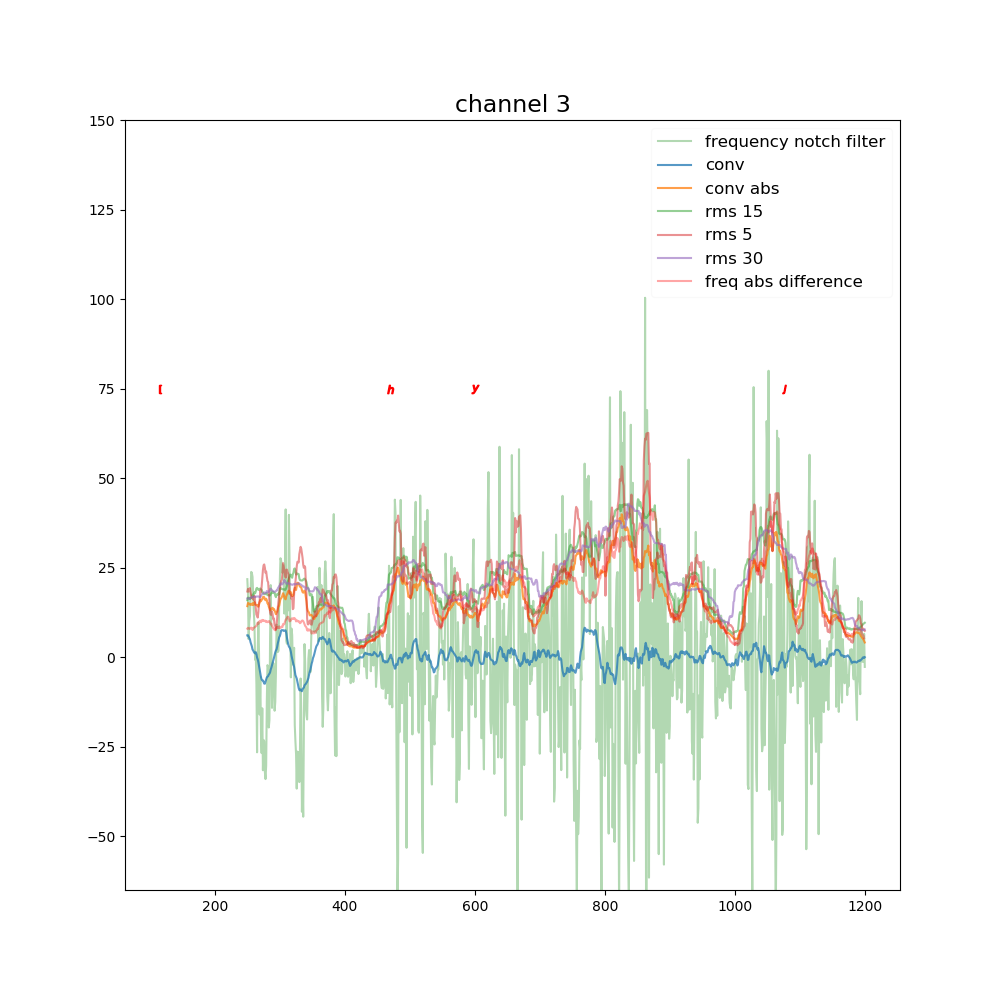 channel 3
150
125
100
75
50
25
0
−25
−50
200 400 600 800 1000 1200
frequency notch filter
conv
conv abs
rms 15
rms 5
rms 30
freq abs difference
h y